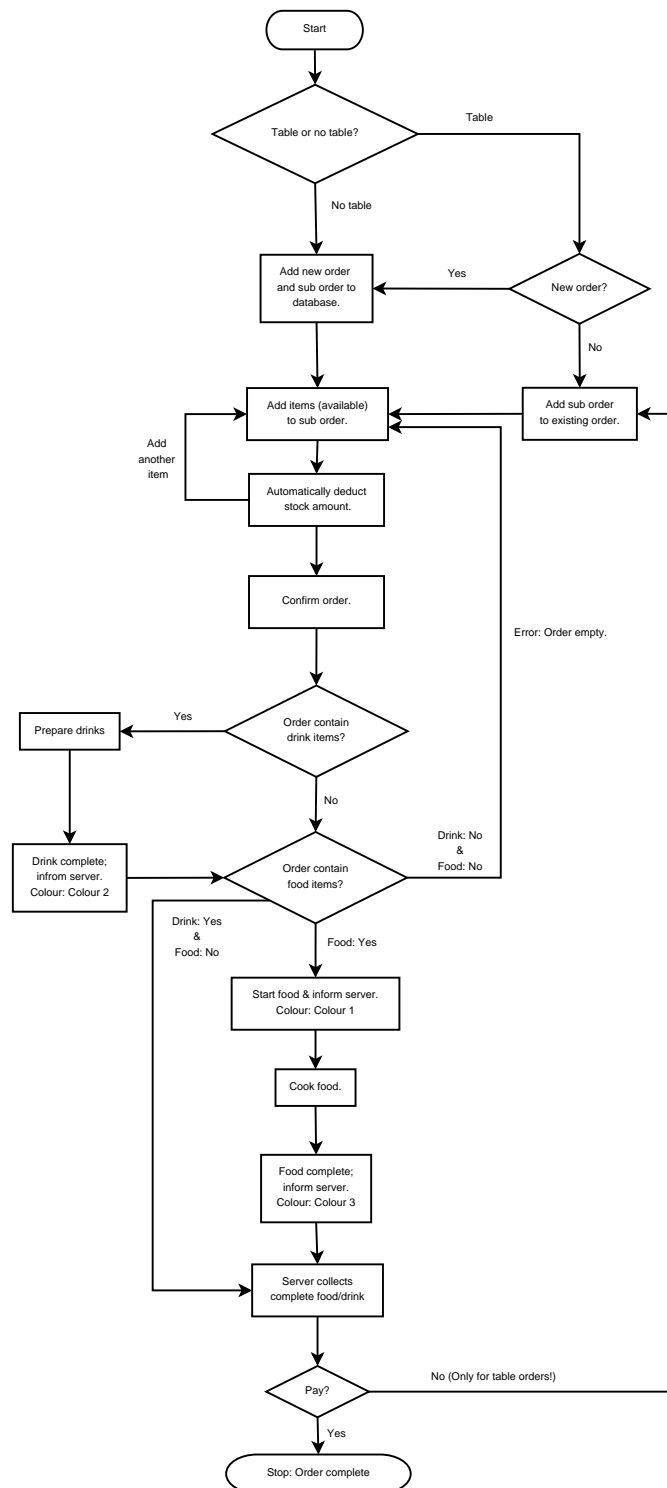 Start
Table or no table?
Table
No table
Add new order
and sub order to
database.
Yes
New order?
No
Add items (available)
to sub order.
Add sub order
to existing order.
Add
another
item
Automatically deduct
stock amount.
Confirm order.
Error: Order empty.
Order contain
drink items?
Yes
Prepare drinks
No
Drink complete;
infrom server.
Colour: Colour 2
Order contain
food items?
Drink: No
&
Food: No
Drink: Yes
&
Food: No
Food: Yes
Start food & inform server.
Colour: Colour 1
Cook food.
Food complete;
inform server.
Colour: Colour 3
Server collects
complete food/drink
Pay?
No (Only for table orders!)
Yes
Stop: Order complete